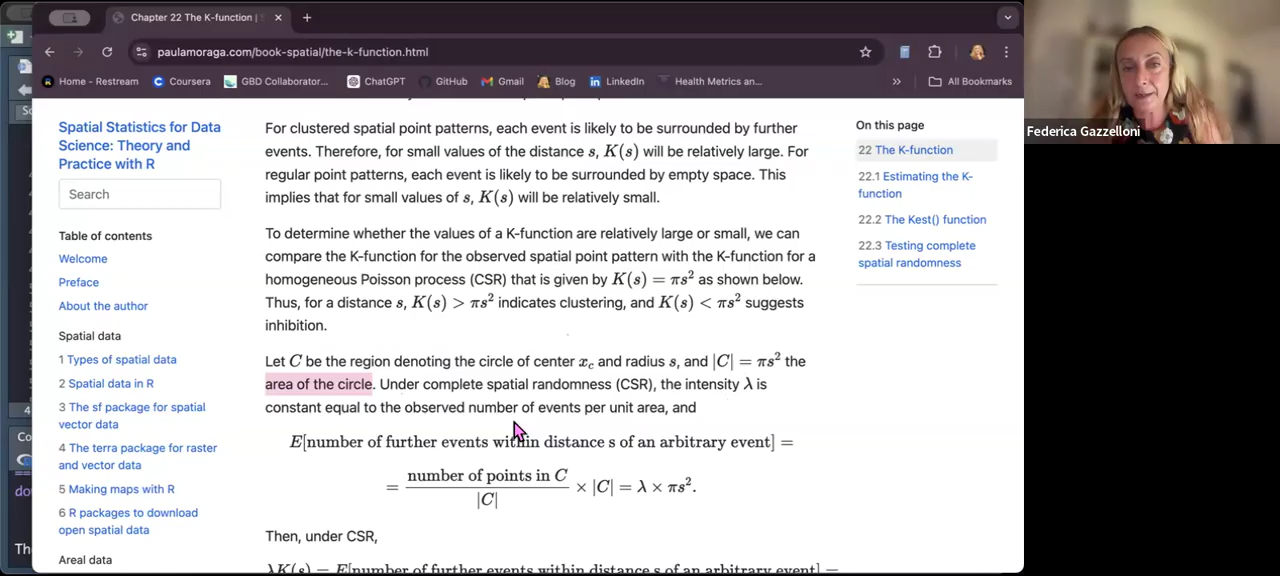 Chapter 22 The K-function |
paulamoraga.com/book-spatial/the-k-function.html
Home - Restream
Coursera
GBD Collaborator...
ChatGPT
GitHub
Gmail
Blog
LinkedIn
Health Metrics an...
»
All Bookmarks
Spatial Statistics for Data
Science: Theory and
Practice with R
Search
Table of contents
Welcome
Preface
About the author
Spatial data
1 Types of spatial data
2 Spatial data in R
3 The sf package for spatial
vector data
4 The terra package for raster
and vector data
5 Making maps with R
6 R packages to download
open spatial data
Areal data
For clustered spatial point patterns, each event is likely to be surrounded by further
events. Therefore, for small values of the distance s, K(s) will be relatively large. For
regular point patterns, each event is likely to be surrounded by empty space. This
implies that for small values of s, K(s) will be relatively small.
To determine whether the values of a K-function are relatively large or small, we can
compare the K-function for the observed spatial point pattern with the K-function for a
homogeneous Poisson process (CSR) that is given by K(s) = πs² as shown below.
Thus, for a distance s, K(s) > πs² indicates clustering, and K(s) < πs² suggests
inhibition.
Let C be the region denoting the circle of center x_c and radius s, and |C| = πs² the
area of the circle. Under complete spatial randomness (CSR), the intensity λ is
constant equal to the observed number of events per unit area, and
E[number of further events within distance s of an arbitrary event] =
= number of points in C / |C| × |C| = λ × πs².
Then, under CSR,
λK(s) = E[number of further events within distance s of an arbitrary event] =
On this page
22 The K-function
22.1 Estimating the K-
function
22.2 The Kest() function
22.3 Testing complete
spatial randomness
Federica Gazzelloni